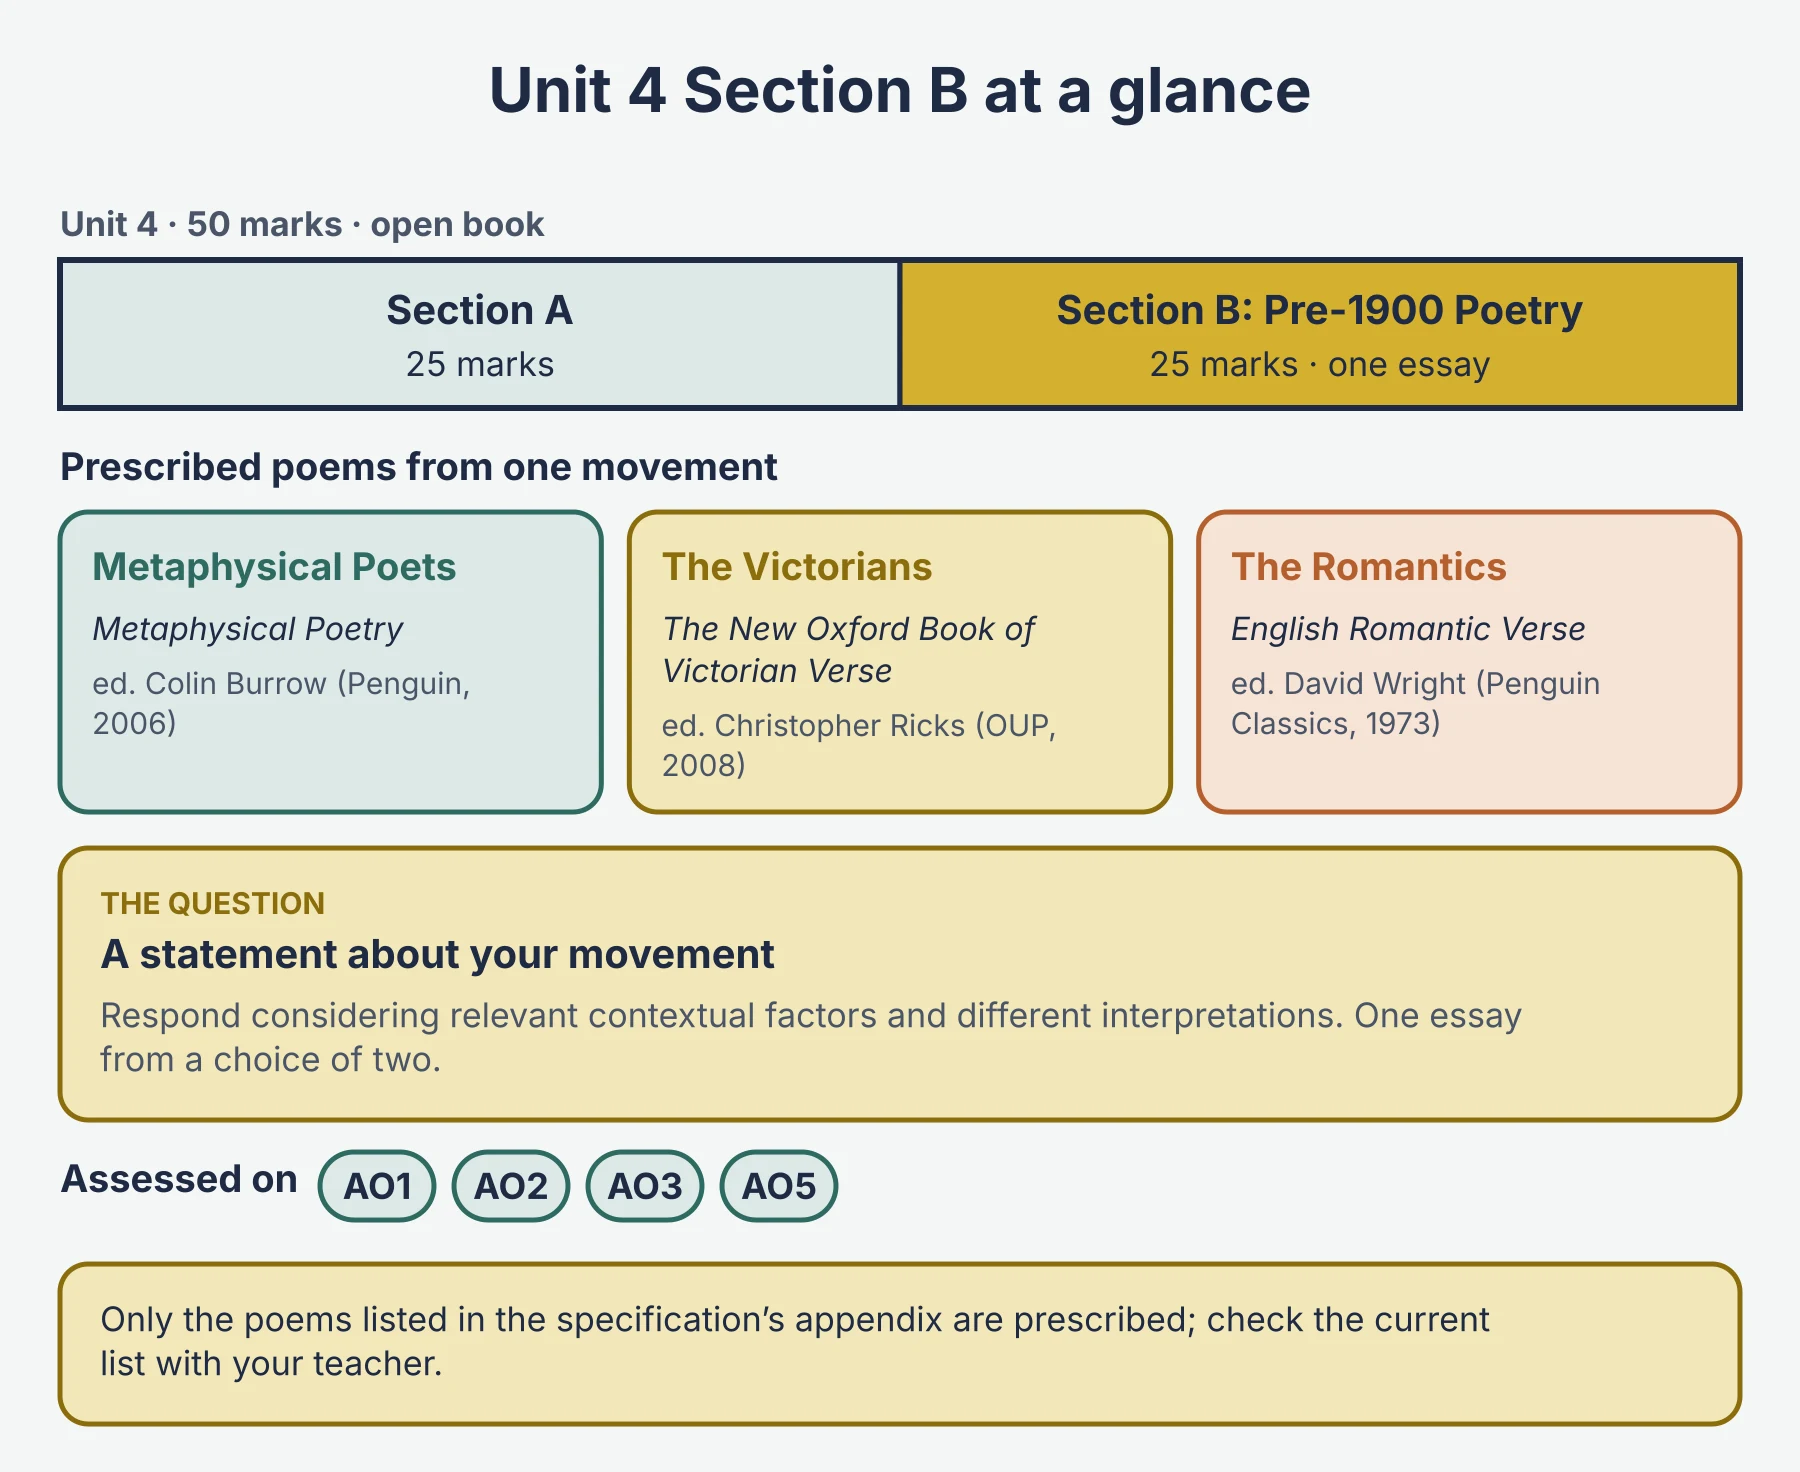 Unit 4 Section B at a glance
Unit 4 · 50 marks · open book
Section A
25 marks
Section B: Pre-1900 Poetry
25 marks · one essay
Prescribed poems from one movement
Metaphysical Poets
Metaphysical Poetry
ed. Colin Burrow (Penguin,
2006)
The Victorians
The New Oxford Book of
Victorian Verse
ed. Christopher Ricks (OUP,
2008)
The Romantics
English Romantic Verse
ed. David Wright (Penguin
Classics, 1973)
THE QUESTION
A statement about your movement
Respond considering relevant contextual factors and different interpretations. One essay
from a choice of two.
Assessed on AO1 AO2 AO3 AO5
Only the poems listed in the specification’s appendix are prescribed; check the current
list with your teacher.